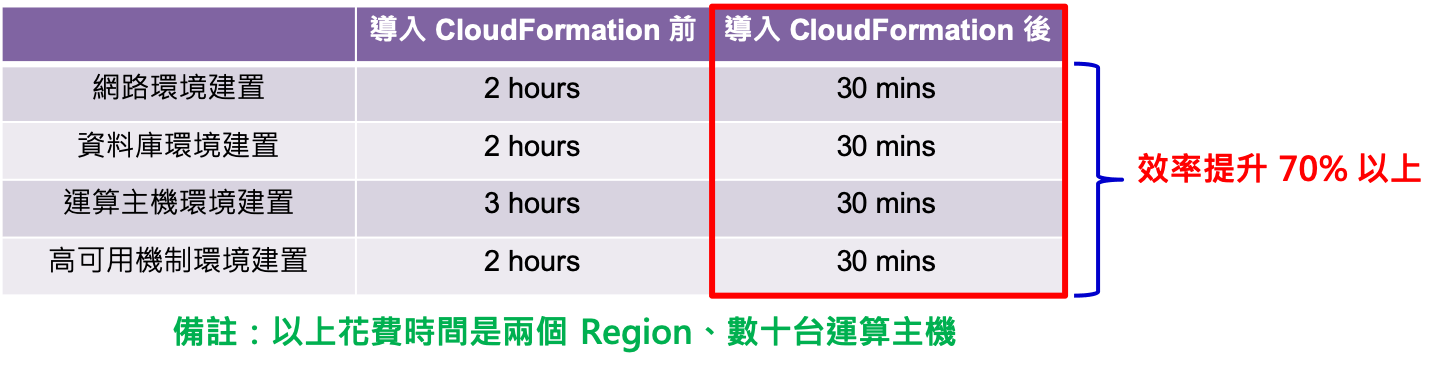 導入 CloudFormation 前 導入 CloudFormation 後
網路環境建置 2 hours 30 mins
資料庫環境建置 2 hours 30 mins
效率提升 70% 以上
運算主機環境建置 3 hours 30 mins
高可用機制環境建置 2 hours 30 mins
備註：以上花費時間是兩個 Region、數十台運算主機